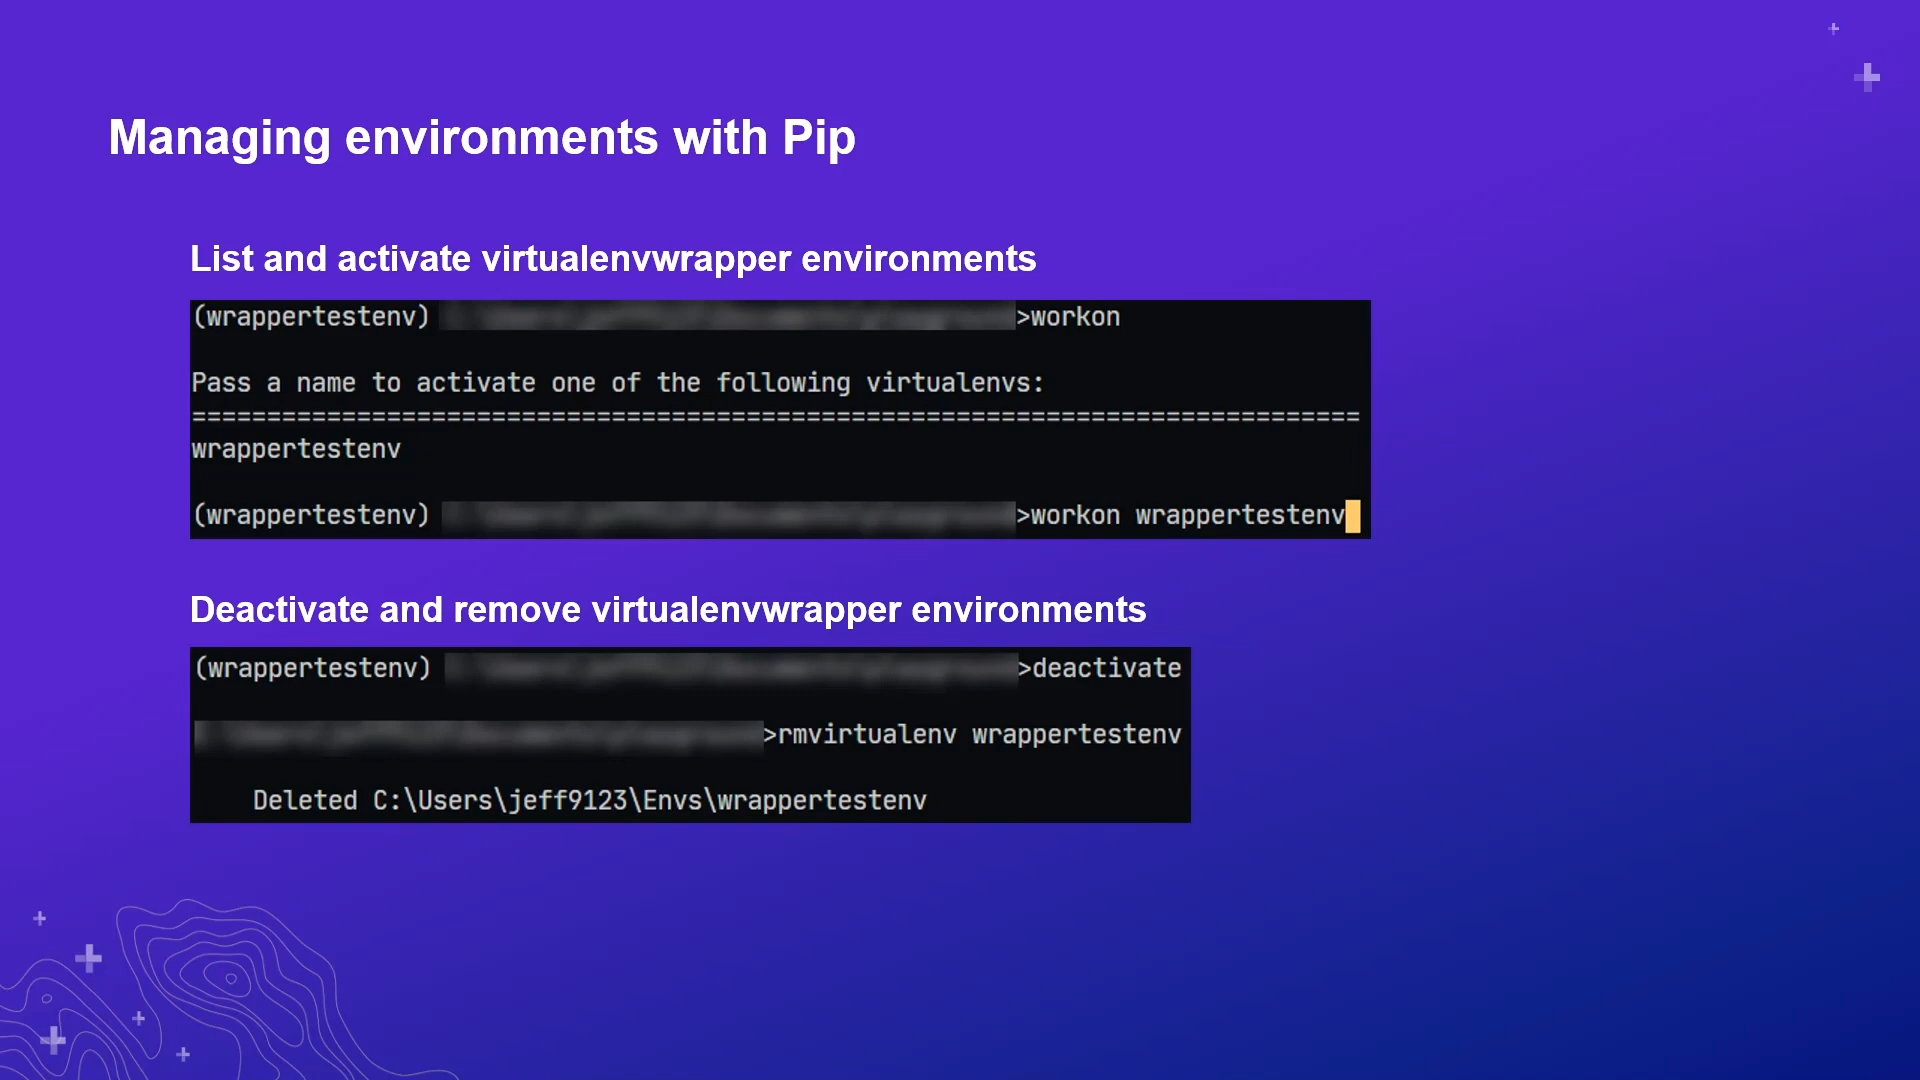 Managing environments with Pip
List and activate virtualenvwrapper environments
(wrappertestenv) >workon
Pass a name to activate one of the following virtualenvs:
==============================================================================
wrappertestenv
(wrappertestenv) >workon wrappertestenv
Deactivate and remove virtualenvwrapper environments
(wrappertestenv) >deactivate
>rmvirtualenv wrappertestenv
Deleted C:\Users\jeff9123\Envs\wrappertestenv